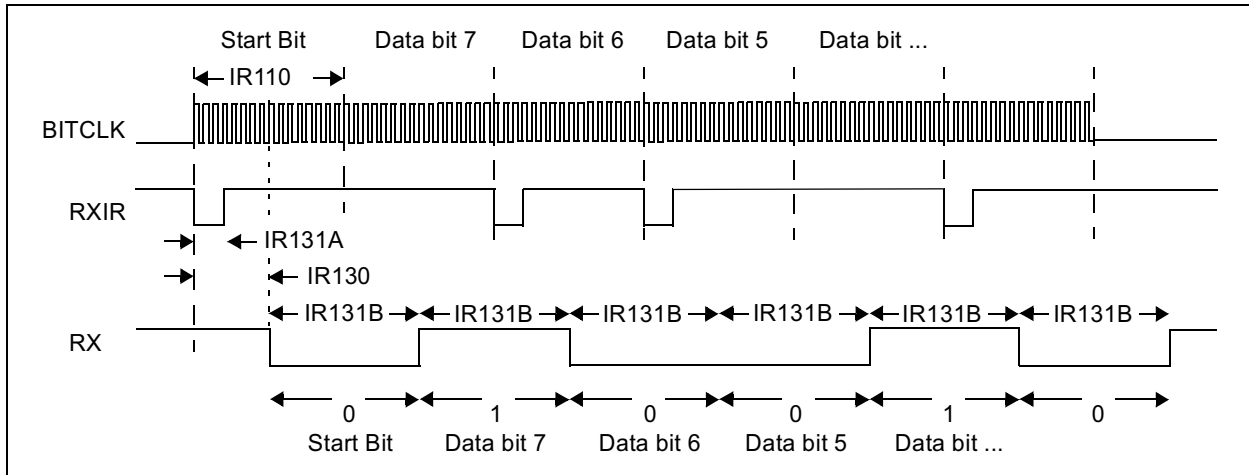 Start Bit Data bit 7 Data bit 6 Data bit 5 Data bit ...
IR110
BITCLK
RXIR
IR131A
IR130
IR131B IR131B IR131B IR131B IR131B IR131B
RX
0 1 0 0 1 0
Start Bit Data bit 7 Data bit 6 Data bit 5 Data bit ...